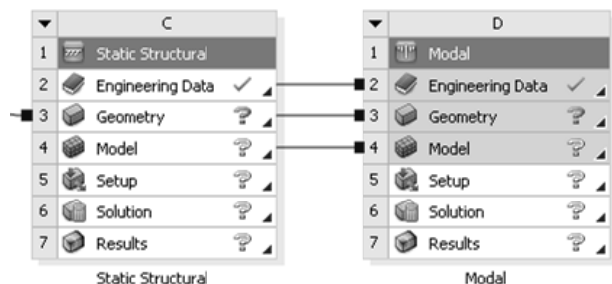 C
1 Static Structural
2 Engineering Data
3 Geometry
4 Model
5 Setup
6 Solution
7 Results
Static Structural
D
1 Modal
2 Engineering Data
3 Geometry
4 Model
5 Setup
6 Solution
7 Results
Modal